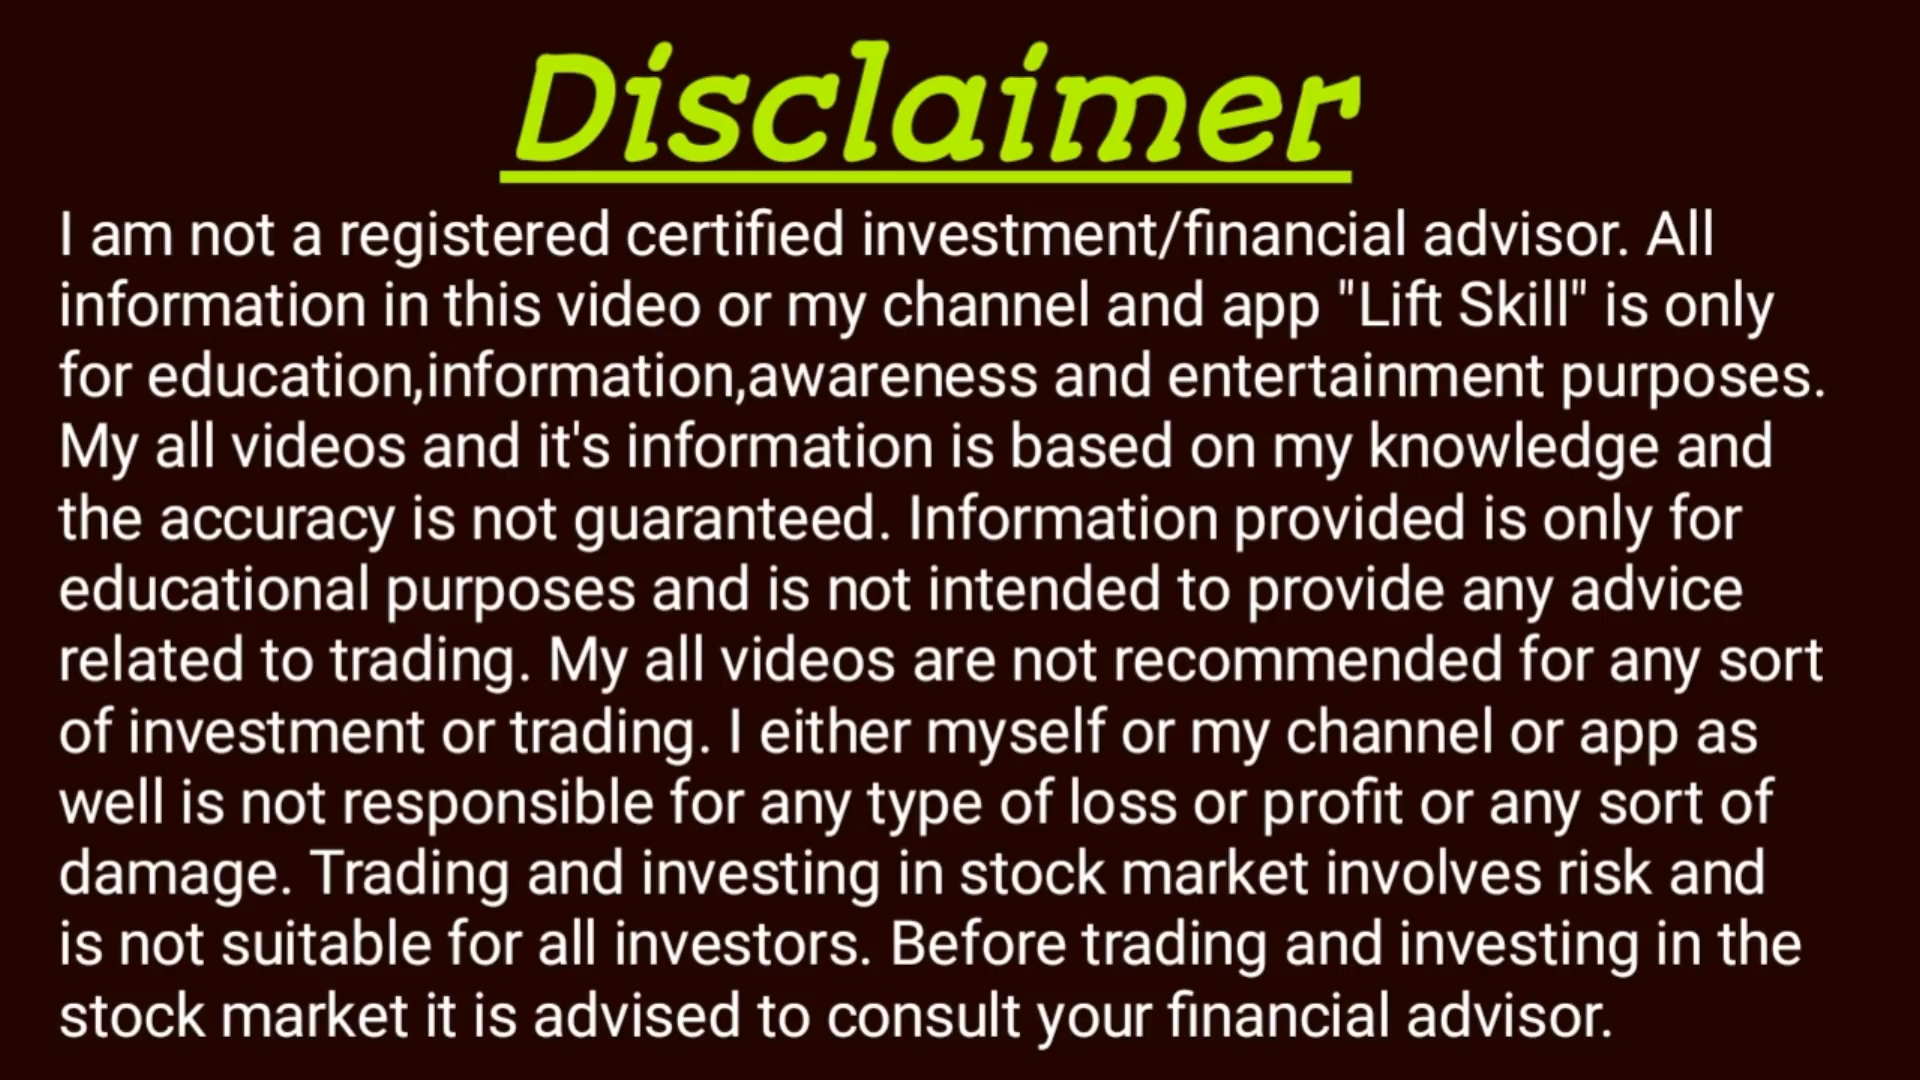 Disclaimer
I am not a registered certified investment/financial advisor. All
information in this video or my channel and app "Lift Skill" is only
for education,information,awareness and entertainment purposes.
My all videos and it's information is based on my knowledge and
the accuracy is not guaranteed. Information provided is only for
educational purposes and is not intended to provide any advice
related to trading. My all videos are not recommended for any sort
of investment or trading. I either myself or my channel or app as
well is not responsible for any type of loss or profit or any sort of
damage. Trading and investing in stock market involves risk and
is not suitable for all investors. Before trading and investing in the
stock market it is advised to consult your financial advisor.